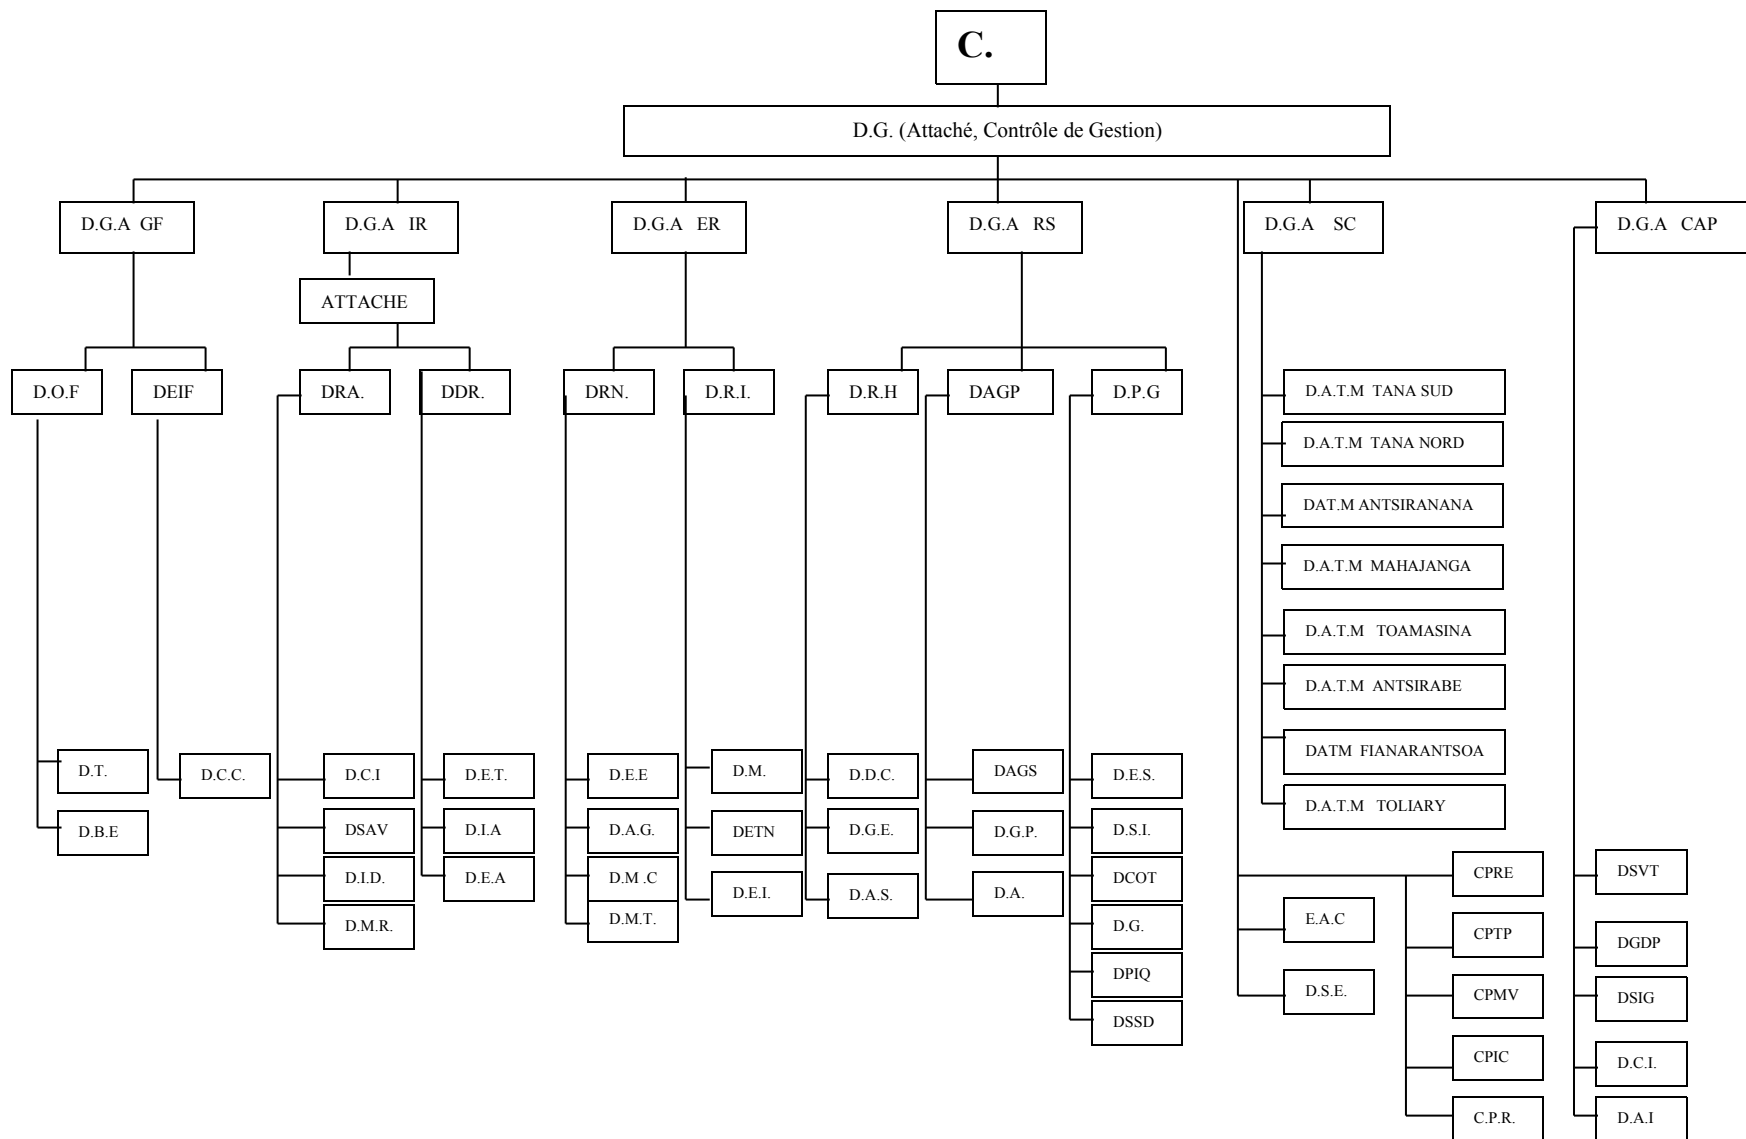 C.
D.G. (Attaché, Contrôle de Gestion)
D.G.A GF
D.G.A IR
D.G.A ER
D.G.A RS
D.G.A SC
D.G.A CAP
ATTACHE
D.O.F
DEIF
DRA.
DDR.
DRN.
D.R.I.
D.R.H
DAGP
D.P.G
D.A.T.M TANA SUD
D.A.T.M TANA NORD
DAT.M ANTSIRANANA
D.A.T.M MAHAJANGA
D.A.T.M TOAMASINA
D.A.T.M ANTSIRABE
DATM FIANARANTSOA
D.A.T.M TOLIARY
D.T.
D.B.E
D.C.C.
D.C.I
DSAV
D.I.D.
D.M.R.
D.E.T.
D.I.A
D.E.A
D.E.E
D.A.G.
D.M .C
D.M.T.
D.M.
DETN
D.E.I.
D.D.C.
D.G.E.
D.A.S.
DAGS
D.G.P.
D.A.
D.E.S.
D.S.I.
DCOT
D.G.
DPIQ
DSSD
E.A.C
D.S.E.
CPRE
CPTP
CPMV
CPIC
C.P.R.
DSVT
DGDP
DSIG
D.C.I.
D.A.I